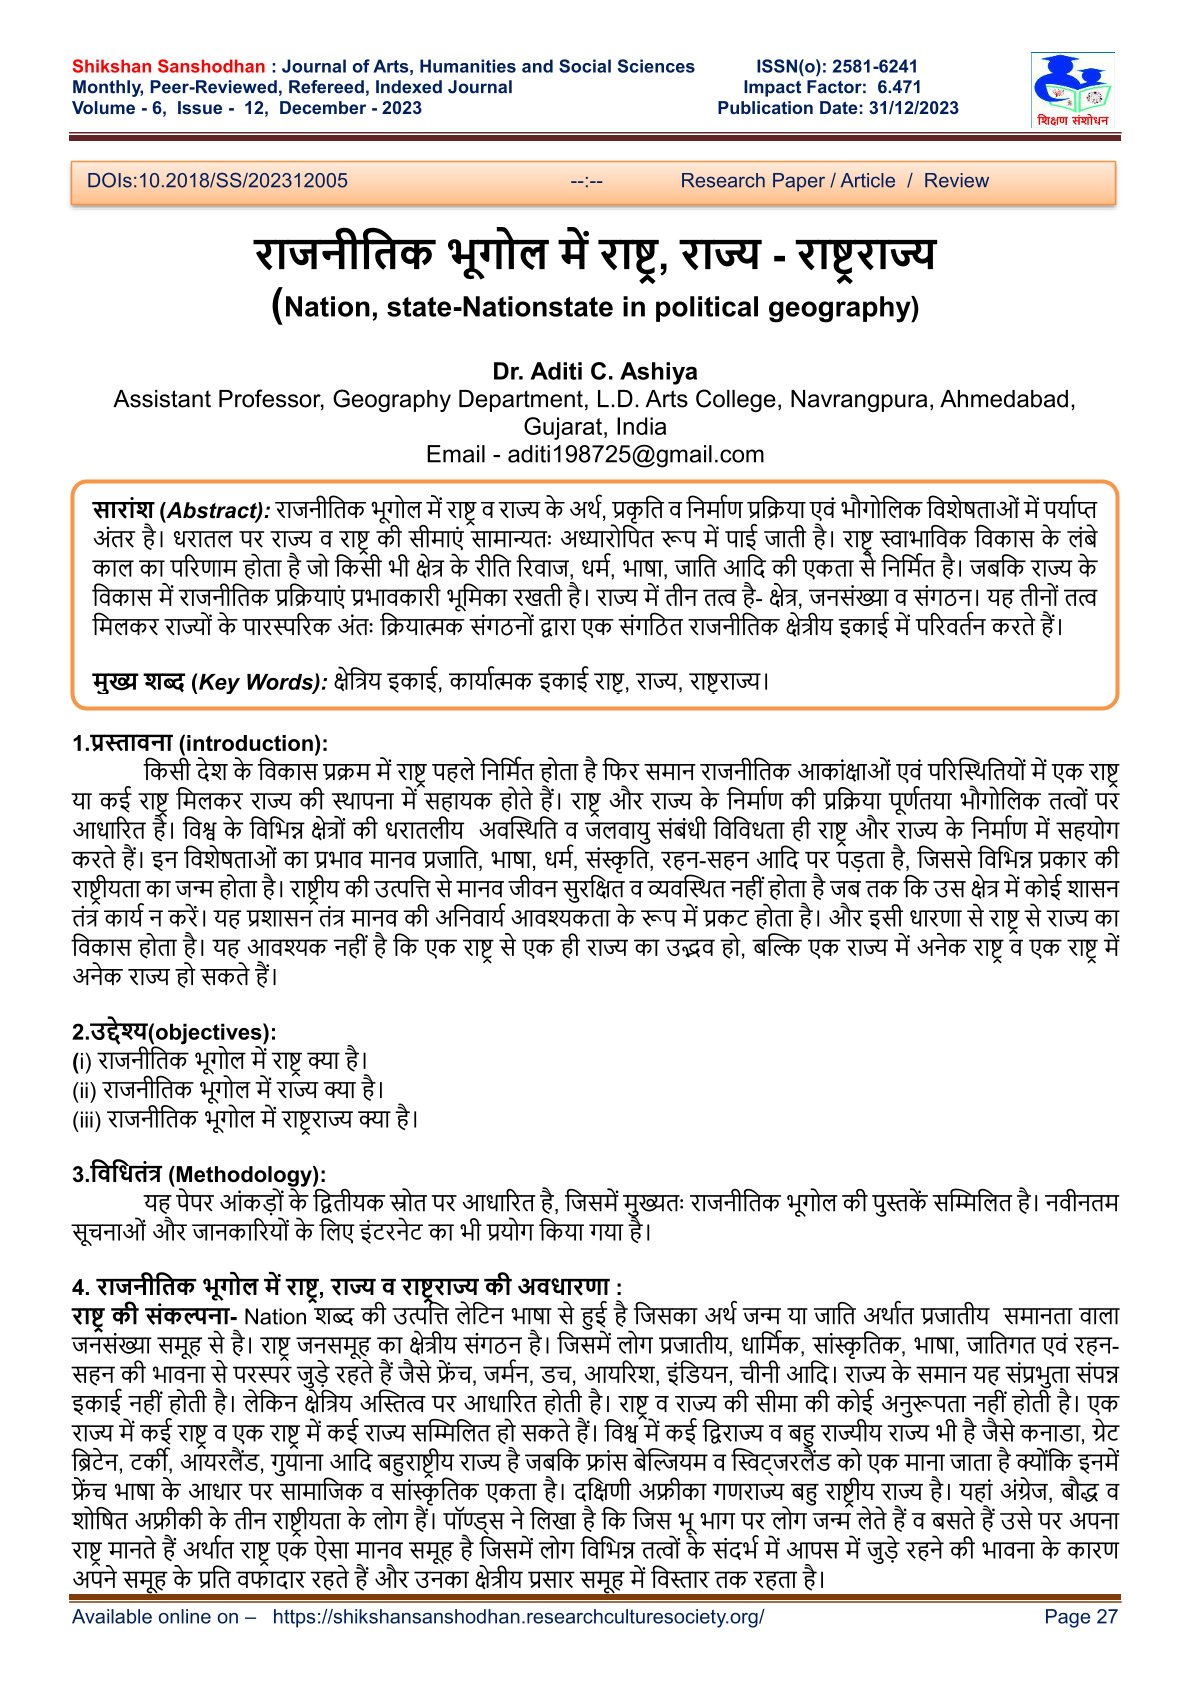 Shikshan Sanshodhan : Journal of Arts, Humanities and Social Sciences ISSN(o): 2581-6241
Monthly, Peer-Reviewed, Refereed, Indexed Journal Impact Factor: 6.471
Volume - 6, Issue - 12, December - 2023 Publication Date: 31/12/2023
शिक्षण संशोधन
DOIs:10.2018/SS/202312005 --:-- Research Paper / Article / Review
राजनीतिक भूगोल में राष्ट्र, राज्य - राष्ट्रराज्य
(Nation, state-Nationstate in political geography)
Dr. Aditi C. Ashiya
Assistant Professor, Geography Department, L.D. Arts College, Navrangpura, Ahmedabad,
Gujarat, India
Email - aditi198725@gmail.com
सारांश (Abstract): राजनीतिक भूगोल में राष्ट्र व राज्य के अर्थ, प्रकृति व निर्माण प्रक्रिया एवं भौगोलिक विशेषताओं में पर्याप्त
अंतर है। धरातल पर राज्य व राष्ट्र की सीमाएं सामान्यतः अध्यारोपित रूप में पाई जाती है। राष्ट्र स्वाभाविक विकास के लंबे
काल का परिणाम होता है जो किसी भी क्षेत्र के रीति रिवाज, धर्म, भाषा, जाति आदि की एकता से निर्मित है। जबकि राज्य के
विकास में राजनीतिक प्रक्रियाएं प्रभावकारी भूमिका रखती है। राज्य में तीन तत्व है- क्षेत्र, जनसंख्या व संगठन। यह तीनों तत्व
मिलकर राज्यों के पारस्परिक अंतः क्रियात्मक संगठनों द्वारा एक संगठित राजनीतिक क्षेत्रीय इकाई में परिवर्तन करते हैं।
मुख्य शब्द (Key Words): क्षेत्रिय इकाई, कार्यात्मक इकाई राष्ट्र, राज्य, राष्ट्रराज्य।
1.प्रस्तावना (introduction):
किसी देश के विकास प्रक्रम में राष्ट्र पहले निर्मित होता है फिर समान राजनीतिक आकांक्षाओं एवं परिस्थितियों में एक राष्ट्र
या कई राष्ट्र मिलकर राज्य की स्थापना में सहायक होते हैं। राष्ट्र और राज्य के निर्माण की प्रक्रिया पूर्णतया भौगोलिक तत्वों पर
आधारित है। विश्व के विभिन्न क्षेत्रों की धरातलीय अवस्थिति व जलवायु संबंधी विविधता ही राष्ट्र और राज्य के निर्माण में सहयोग
करते हैं। इन विशेषताओं का प्रभाव मानव प्रजाति, भाषा, धर्म, संस्कृति, रहन-सहन आदि पर पड़ता है, जिससे विभिन्न प्रकार की
राष्ट्रीयता का जन्म होता है। राष्ट्रीय की उत्पत्ति से मानव जीवन सुरक्षित व व्यवस्थित नहीं होता है जब तक कि उस क्षेत्र में कोई शासन
तंत्र कार्य न करें। यह प्रशासन तंत्र मानव की अनिवार्य आवश्यकता के रूप में प्रकट होता है। और इसी धारणा से राष्ट्र से राज्य का
विकास होता है। यह आवश्यक नहीं है कि एक राष्ट्र से एक ही राज्य का उद्भव हो, बल्कि एक राज्य में अनेक राष्ट्र व एक राष्ट्र में
अनेक राज्य हो सकते हैं।
2.उद्देश्य(objectives):
(i) राजनीतिक भूगोल में राष्ट्र क्या है।
(ii) राजनीतिक भूगोल में राज्य क्या है।
(iii) राजनीतिक भूगोल में राष्ट्रराज्य क्या है।
3.विधितंत्र (Methodology):
यह पेपर आंकड़ों के द्वितीयक स्रोत पर आधारित है, जिसमें मुख्यतः राजनीतिक भूगोल की पुस्तकें सम्मिलित है। नवीनतम
सूचनाओं और जानकारियों के लिए इंटरनेट का भी प्रयोग किया गया है।
4. राजनीतिक भूगोल में राष्ट्र, राज्य व राष्ट्रराज्य की अवधारणा :
राष्ट्र की संकल्पना- Nation शब्द की उत्पत्ति लेटिन भाषा से हुई है जिसका अर्थ जन्म या जाति अर्थात प्रजातीय समानता वाला
जनसंख्या समूह से है। राष्ट्र जनसमूह का क्षेत्रीय संगठन है। जिसमें लोग प्रजातीय, धार्मिक, सांस्कृतिक, भाषा, जातिगत एवं रहन-
सहन की भावना से परस्पर जुड़े रहते हैं जैसे फ्रेंच, जर्मन, डच, आयरिश, इंडियन, चीनी आदि। राज्य के समान यह संप्रभुता संपन्न
इकाई नहीं होती है। लेकिन क्षेत्रिय अस्तित्व पर आधारित होती है। राष्ट्र व राज्य की सीमा की कोई अनुरूपता नहीं होती है। एक
राज्य में कई राष्ट्र व एक राष्ट्र में कई राज्य सम्मिलित हो सकते हैं। विश्व में कई द्विराज्य व बहु राज्यीय राज्य भी है जैसे कनाडा, ग्रेट
ब्रिटेन, टर्की, आयरलैंड, गुयाना आदि बहुराष्ट्रीय राज्य है जबकि फ्रांस बेल्जियम व स्विट्जरलैंड को एक माना जाता है क्योंकि इनमें
फ्रेंच भाषा के आधार पर सामाजिक व सांस्कृतिक एकता है। दक्षिणी अफ्रीका गणराज्य बहु राष्ट्रीय राज्य है। यहां अंग्रेज, बौद्ध व
शोषित अफ्रीकी के तीन राष्ट्रीयता के लोग हैं। पॉण्ड्स ने लिखा है कि जिस भू भाग पर लोग जन्म लेते हैं व बसते हैं उसे पर अपना
राष्ट्र मानते हैं अर्थात राष्ट्र एक ऐसा मानव समूह है जिसमें लोग विभिन्न तत्वों के संदर्भ में आपस में जुड़े रहने की भावना के कारण
अपने समूह के प्रति वफादार रहते हैं और उनका क्षेत्रीय प्रसार समूह में विस्तार तक रहता है।
Available online on – https://shikshansanshodhan.researchculturesociety.org/ Page 27